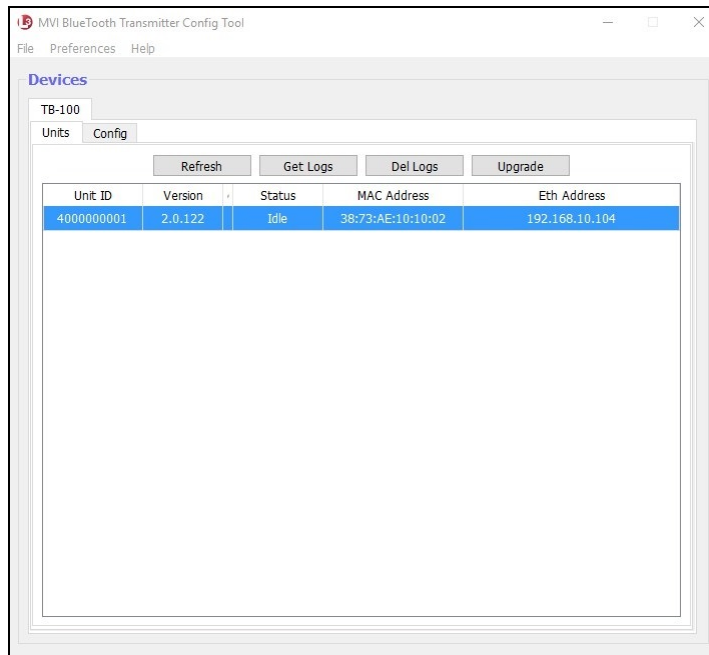 L3 MVI BlueTooth Transmitter Config Tool
File Preferences Help
Devices
TB-100
Units Config
Refresh Get Logs Del Logs Upgrade
Unit ID Version Status MAC Address Eth Address
4000000001 2.0.122 Idle 38:73:AE:10:10:02 192.168.10.104